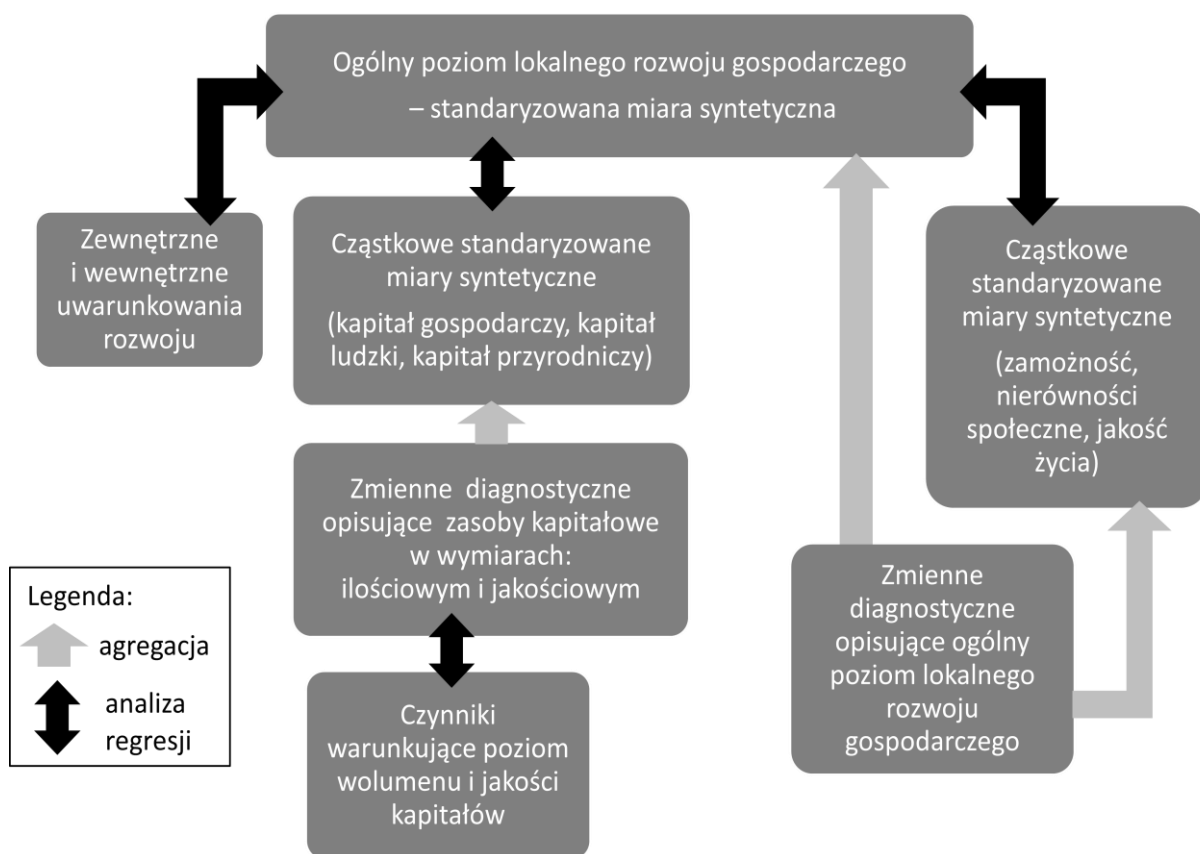 Ogólny poziom lokalnego rozwoju gospodarczego
– standaryzowana miara syntetyczna
Zewnętrzne
i wewnętrzne
uwarunkowania
rozwoju
Cząstkowe standaryzowane
miary syntetyczne
(kapitał gospodarczy, kapitał
ludzki, kapitał przyrodniczy)
Cząstkowe
standaryzowane
miary syntetyczne
(zamożność,
nierówności
społeczne, jakość
życia)
Zmienne diagnostyczne
opisujące zasoby kapitałowe
w wymiarach:
ilościowym i jakościowym
Zmienne
diagnostyczne
opisujące ogólny
poziom lokalnego
rozwoju
gospodarczego
Czynniki
warunkujące poziom
wolumenu i jakości
kapitałów
Legenda:
agregacja
analiza
regresji